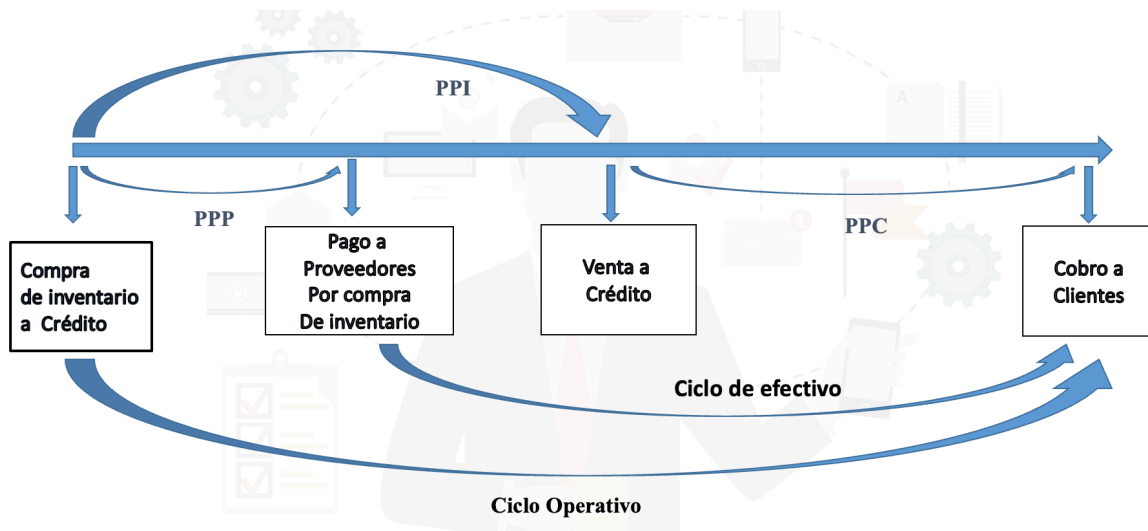 PPI
PPP
PPC
Compra
de inventario
a Crédito
Pago a
Proveedores
Por compra
De inventario
Venta a
Crédito
Cobro a
Clientes
Ciclo de efectivo
Ciclo Operativo
A
1